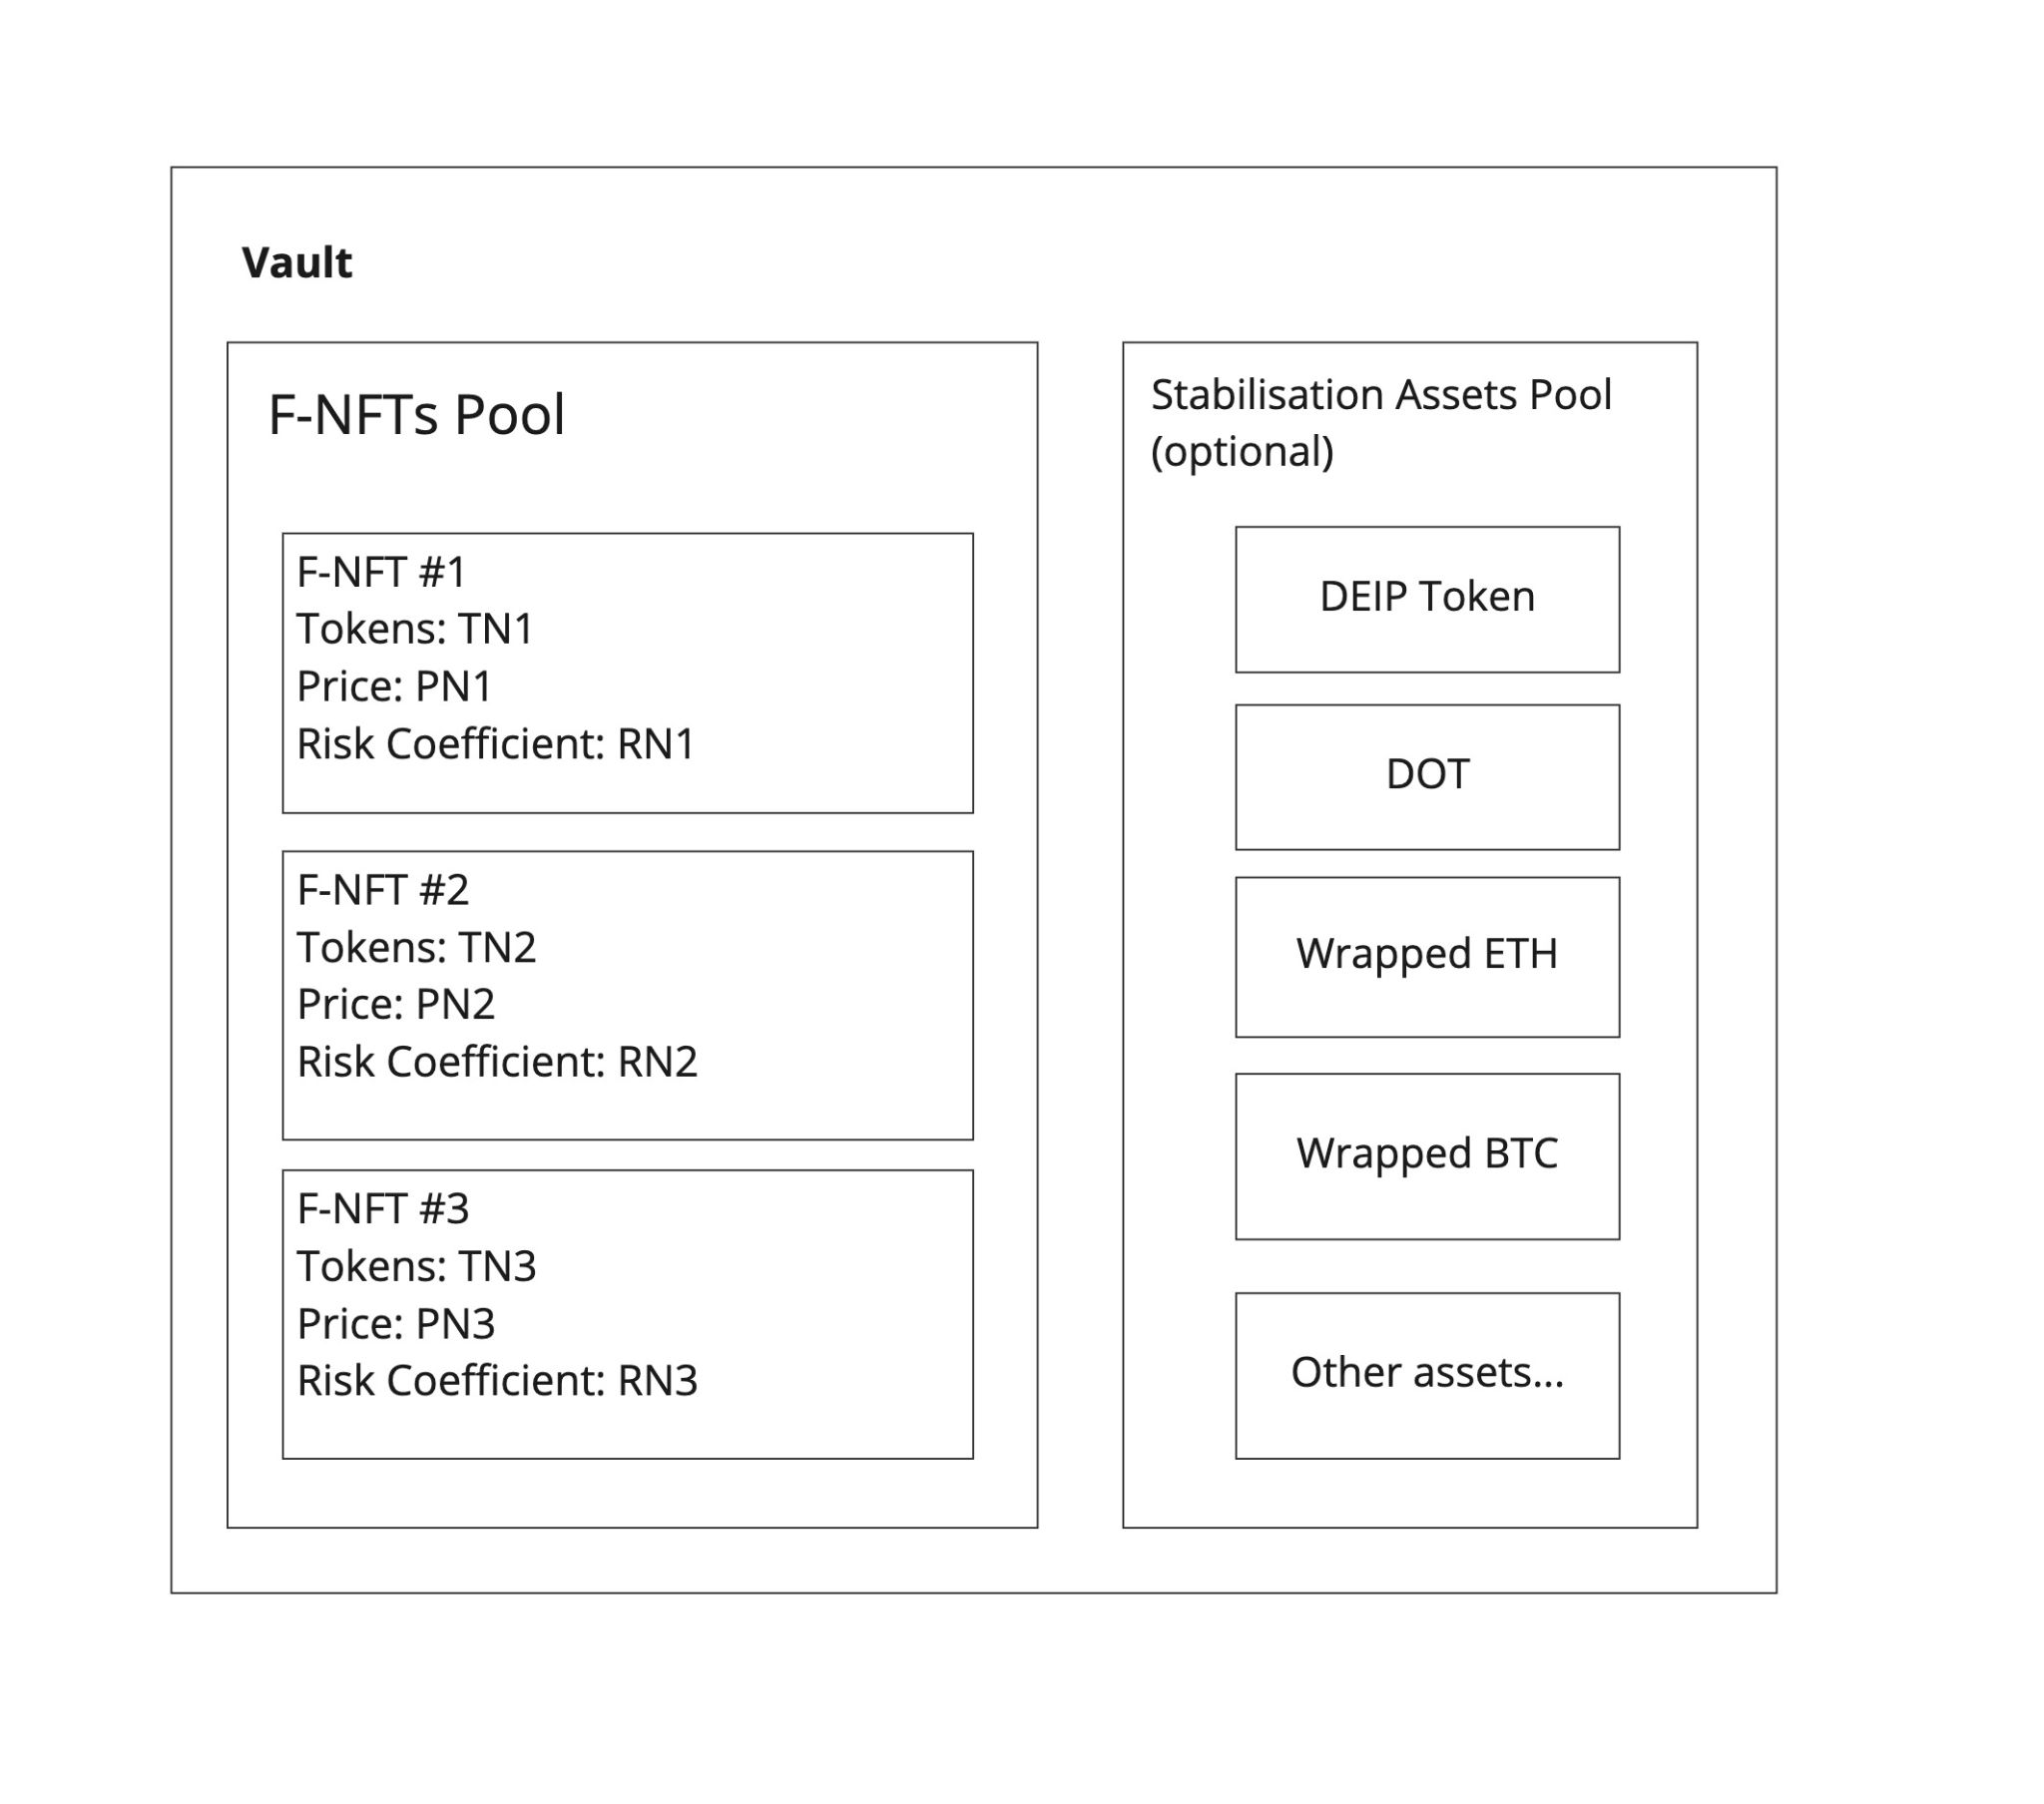 Vault
F-NFTs Pool
F-NFT #1
Tokens: TN1
Price: PN1
Risk Coefficient: RN1
F-NFT #2
Tokens: TN2
Price: PN2
Risk Coefficient: RN2
F-NFT #3
Tokens: TN3
Price: PN3
Risk Coefficient: RN3
Stabilisation Assets Pool
(optional)
DEIP Token
DOT
Wrapped ETH
Wrapped BTC
Other assets...